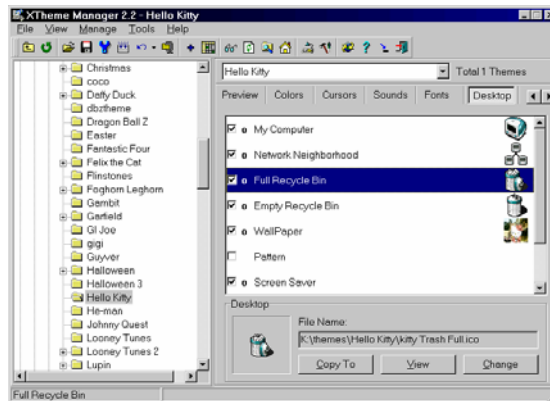 XTheme Manager 2.2 - Hello Kitty
File View Manage Tools Help
Christmas
coco
Daffy Duck
dbztheme
Dragon Ball Z
Easter
Fantastic Four
Felix the Cat
Flinstones
Foghorn Leghorn
Gambit
Garfield
GI Joe
gigi
Guyver
Halloween
Halloween 3
Hello Kitty
He-man
Johnny Quest
Looney Tunes
Looney Tunes 2
Lupin
Hello Kitty Total 1 Themes
Preview Colors Cursors Sounds Fonts Desktop
My Computer
Network Neighborhood
Full Recycle Bin
Empty Recycle Bin
WallPaper
Pattern
Screen Saver
Desktop
File Name:
K:\themes\Hello Kitty\kitty Trash Full.ico
Copy To View Change
Full Recycle Bin